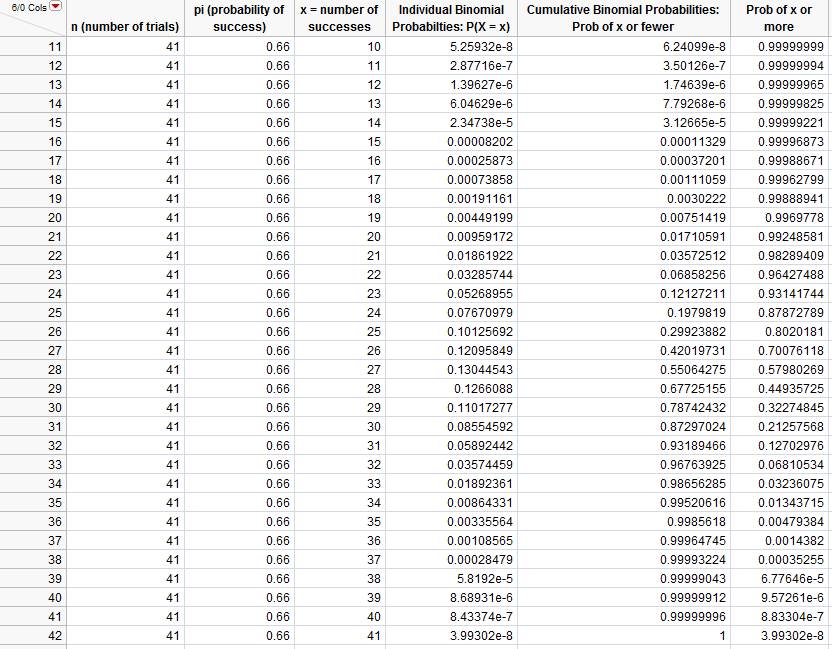 6/0 Cols
n (number of trials) pi (probability of success) x = number of successes Individual Binomial Probabilties: P(X = x) Cumulative Binomial Probabilities: Prob of x or fewer Prob of x or more
11 41 0.66 10 5.25932e-8 6.24099e-8 0.99999999
12 41 0.66 11 2.87716e-7 3.50126e-7 0.99999994
13 41 0.66 12 1.39627e-6 1.74639e-6 0.99999965
14 41 0.66 13 6.04629e-6 7.79268e-6 0.99999825
15 41 0.66 14 2.34738e-5 3.12665e-5 0.99999221
16 41 0.66 15 0.00008202 0.00011329 0.99996873
17 41 0.66 16 0.00025873 0.00037201 0.99988671
18 41 0.66 17 0.00073858 0.00111059 0.99962799
19 41 0.66 18 0.00191161 0.0030222 0.99888941
20 41 0.66 19 0.00449199 0.00751419 0.9969778
21 41 0.66 20 0.00959172 0.01710591 0.99248581
22 41 0.66 21 0.01861922 0.03572512 0.98289409
23 41 0.66 22 0.03285744 0.06858256 0.96427488
24 41 0.66 23 0.05268955 0.12127211 0.93141744
25 41 0.66 24 0.07670979 0.1979819 0.87872789
26 41 0.66 25 0.10125692 0.29923882 0.8020181
27 41 0.66 26 0.12095849 0.42019731 0.70076118
28 41 0.66 27 0.13044543 0.55064275 0.57980269
29 41 0.66 28 0.1266088 0.67725155 0.44935725
30 41 0.66 29 0.11017277 0.78742432 0.32274845
31 41 0.66 30 0.08554592 0.87297024 0.21257568
32 41 0.66 31 0.05892442 0.93189466 0.12702976
33 41 0.66 32 0.03574459 0.96763925 0.06810534
34 41 0.66 33 0.01892361 0.98656285 0.03236075
35 41 0.66 34 0.00864331 0.99520616 0.01343715
36 41 0.66 35 0.00335564 0.9985618 0.00479384
37 41 0.66 36 0.00108565 0.99964745 0.0014382
38 41 0.66 37 0.00028479 0.99993224 0.00035255
39 41 0.66 38 5.8192e-5 0.99999043 6.77646e-5
40 41 0.66 39 8.68931e-6 0.99999912 9.57261e-6
41 41 0.66 40 8.43374e-7 0.99999996 8.83304e-7
42 41 0.66 41 3.99302e-8 1 3.99302e-8